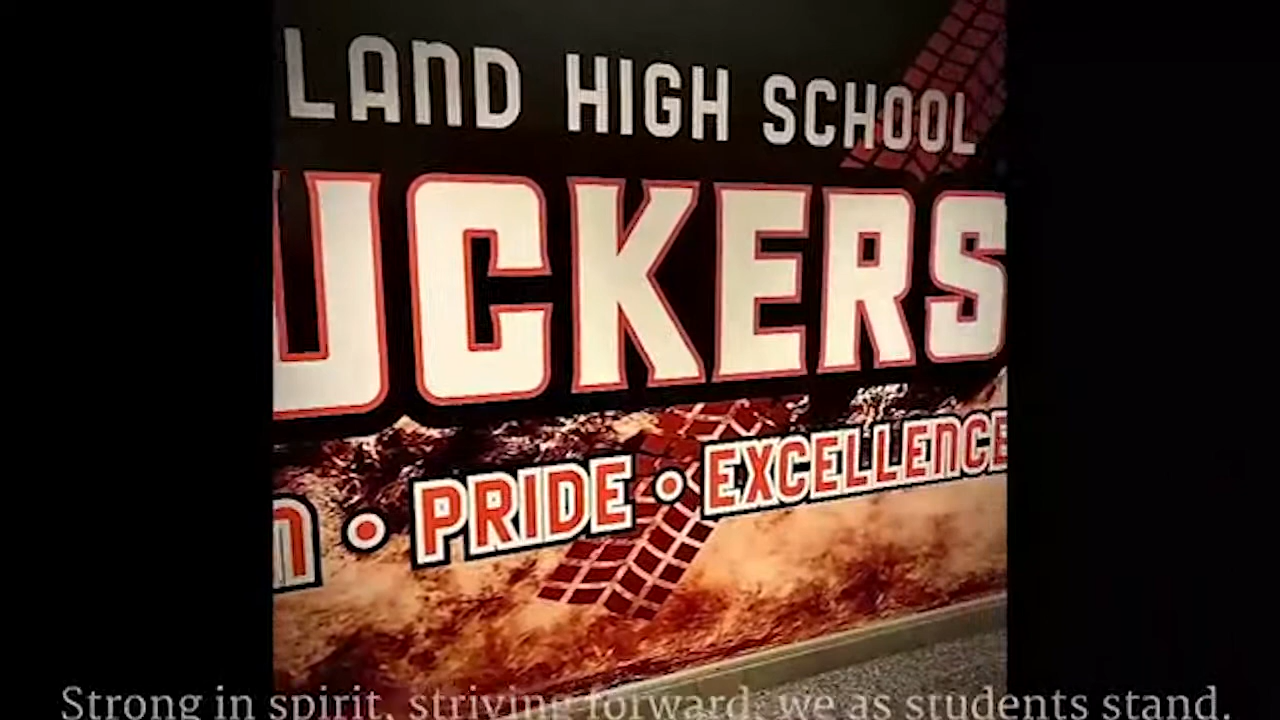 LAND HIGH SCHOOL
UCKERS
N • PRIDE • EXCELLENCE
Strong in spirit, striving forward; we as students stand.